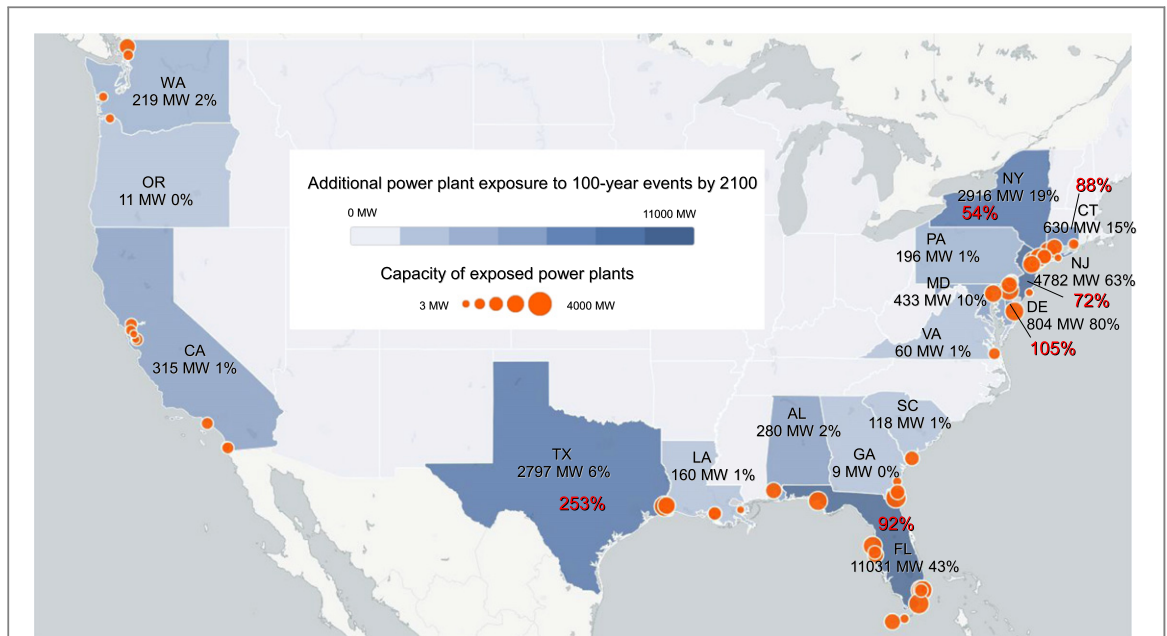 WA
219 MW 2%
OR
11 MW 0%
CA
315 MW 1%
Additional power plant exposure to 100-year events by 2100
0 MW
11000 MW
Capacity of exposed power plants
3 MW
4000 MW
NY
2916 MW 19%
54%
88%
CT
630 MW 15%
PA
196 MW 1%
NJ
4782 MW 63%
72%
MD
433 MW 10%
DE
804 MW 80%
105%
VA
60 MW 1%
TX
2797 MW 6%
253%
LA
160 MW 1%
AL
280 MW 2%
SC
118 MW 1%
GA
9 MW 0%
92%
FL
11031 MW 43%